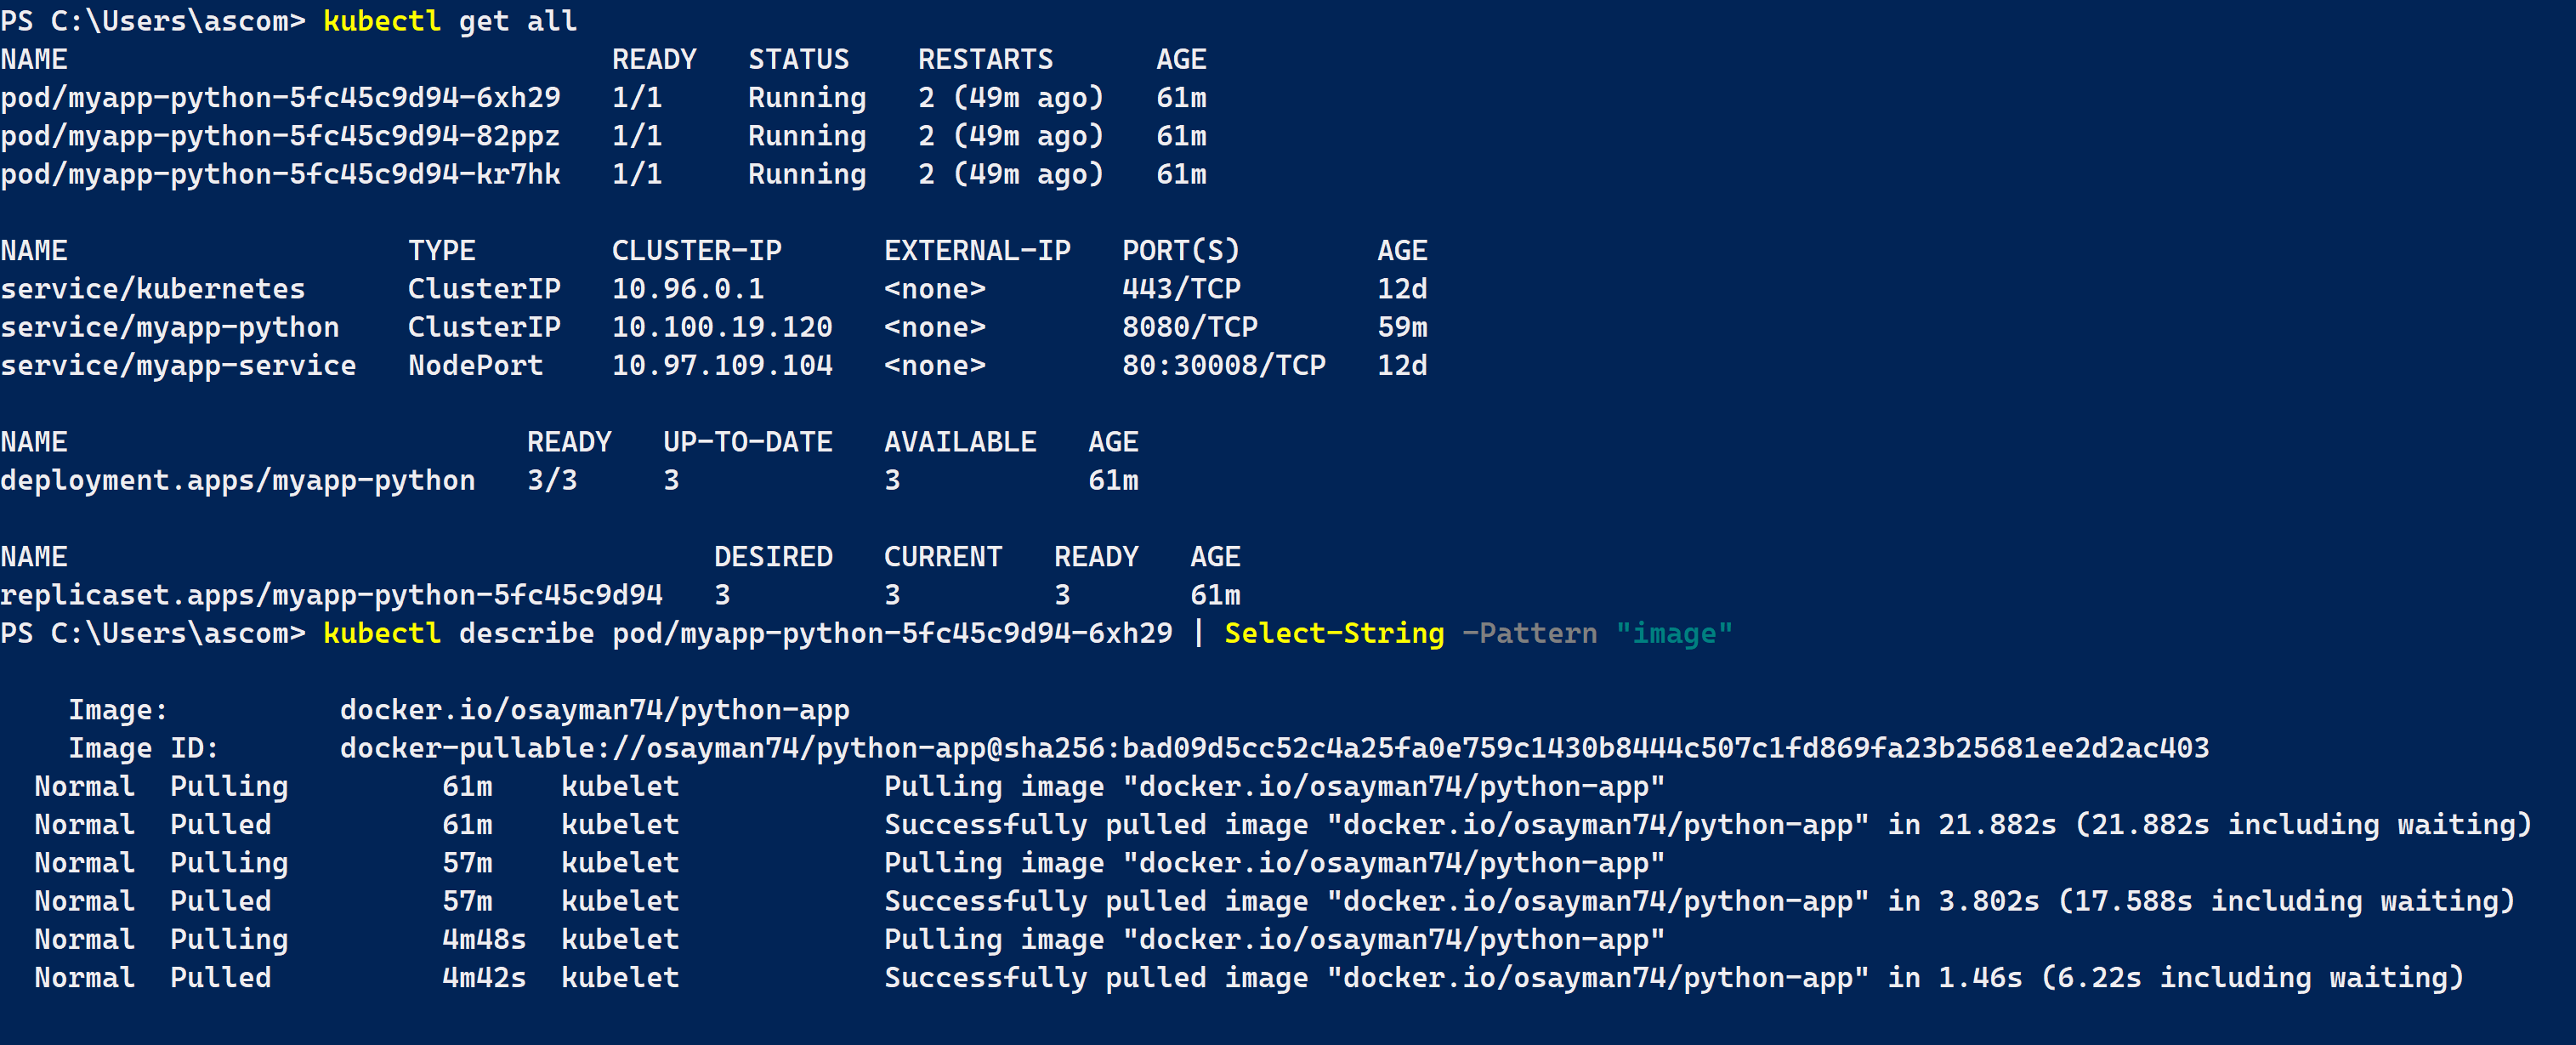 PS C:\Users\ascom> kubectl get all
NAME                                READY   STATUS    RESTARTS      AGE
pod/myapp-python-5fc45c9d94-6xh29   1/1     Running   2 (49m ago)   61m
pod/myapp-python-5fc45c9d94-82ppz   1/1     Running   2 (49m ago)   61m
pod/myapp-python-5fc45c9d94-kr7hk   1/1     Running   2 (49m ago)   61m
NAME                    TYPE        CLUSTER-IP      EXTERNAL-IP   PORT(S)        AGE
service/kubernetes      ClusterIP   10.96.0.1       <none>        443/TCP        12d
service/myapp-python    ClusterIP   10.100.19.120   <none>        8080/TCP       59m
service/myapp-service   NodePort    10.97.109.104   <none>        80:30008/TCP   12d
NAME                           READY   UP-TO-DATE   AVAILABLE   AGE
deployment.apps/myapp-python   3/3     3            3           61m
NAME                                      DESIRED   CURRENT   READY   AGE
replicaset.apps/myapp-python-5fc45c9d94   3         3         3       61m
PS C:\Users\ascom> kubectl describe pod/myapp-python-5fc45c9d94-6xh29 | Select-String -Pattern "image"
    Image:          docker.io/osayman74/python-app
    Image ID:       docker-pullable://osayman74/python-app@sha256:bad09d5cc52c4a25fa0e759c1430b8444c507c1fd869fa23b25681ee2d2ac403
  Normal  Pulling         61m    kubelet            Pulling image "docker.io/osayman74/python-app"
  Normal  Pulled          61m    kubelet            Successfully pulled image "docker.io/osayman74/python-app" in 21.882s (21.882s including waiting)
  Normal  Pulling         57m    kubelet            Pulling image "docker.io/osayman74/python-app"
  Normal  Pulled          57m    kubelet            Successfully pulled image "docker.io/osayman74/python-app" in 3.802s (17.588s including waiting)
  Normal  Pulling         4m48s  kubelet            Pulling image "docker.io/osayman74/python-app"
  Normal  Pulled          4m42s  kubelet            Successfully pulled image "docker.io/osayman74/python-app" in 1.46s (6.22s including waiting)